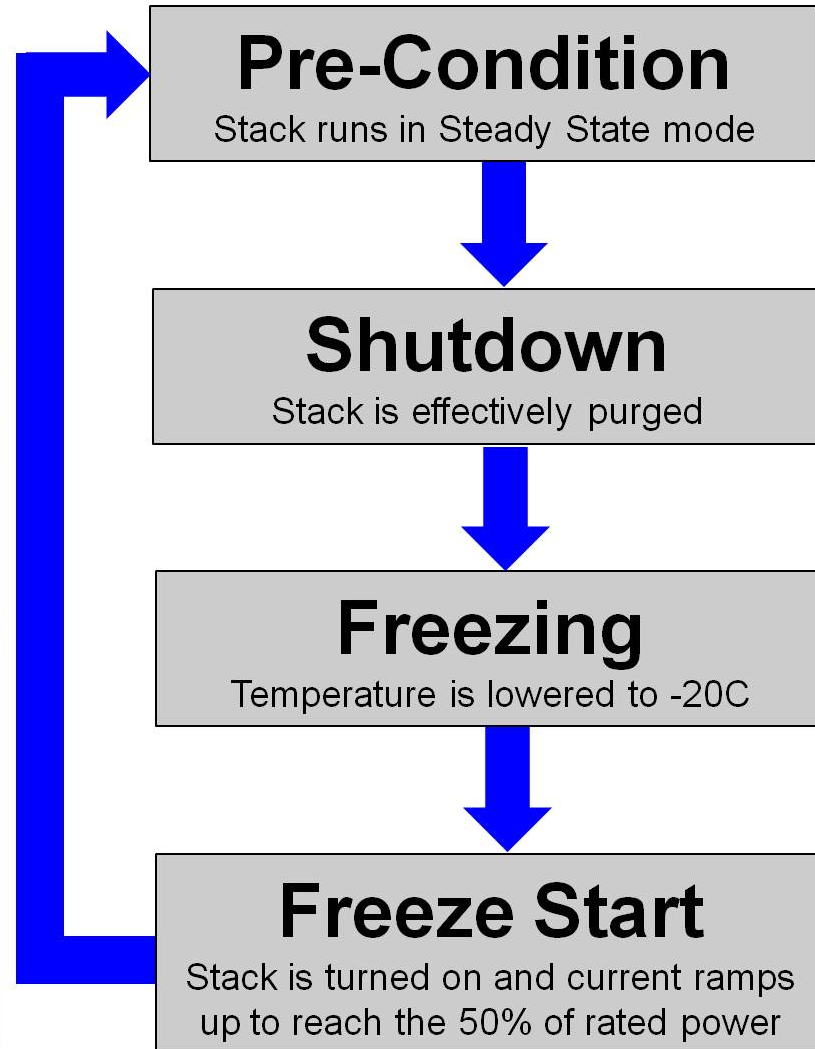 Pre-Condition
Stack runs in Steady State mode
Shutdown
Stack is effectively purged
Freezing
Temperature is lowered to -20C
Freeze Start
Stack is turned on and current ramps
up to reach the 50% of rated power